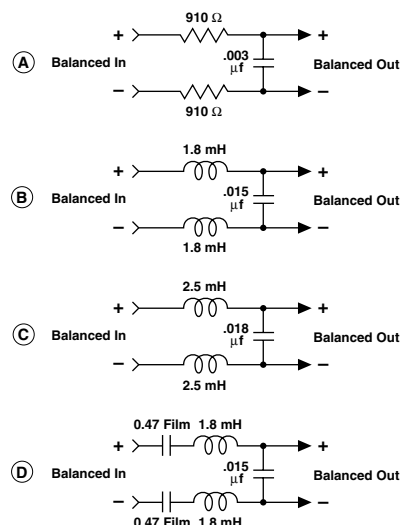 910 Ω
+ +
A Balanced In .003 μf Balanced Out
– –
910 Ω
1.8 mH
+ +
B Balanced In .015 μf Balanced Out
– –
1.8 mH
2.5 mH
+ +
C Balanced In .018 μf Balanced Out
– –
2.5 mH
0.47 Film 1.8 mH
+ +
D Balanced In .015 μf Balanced Out
– –
0.47 Film 1.8 mH